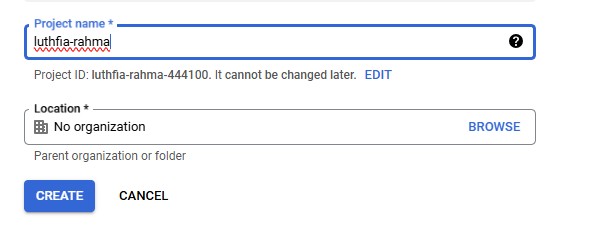 Project name *
luthfia-rahma
Project ID: luthfia-rahma-444100. It cannot be changed later. EDIT
Location *
No organization BROWSE
Parent organization or folder
CREATE CANCEL